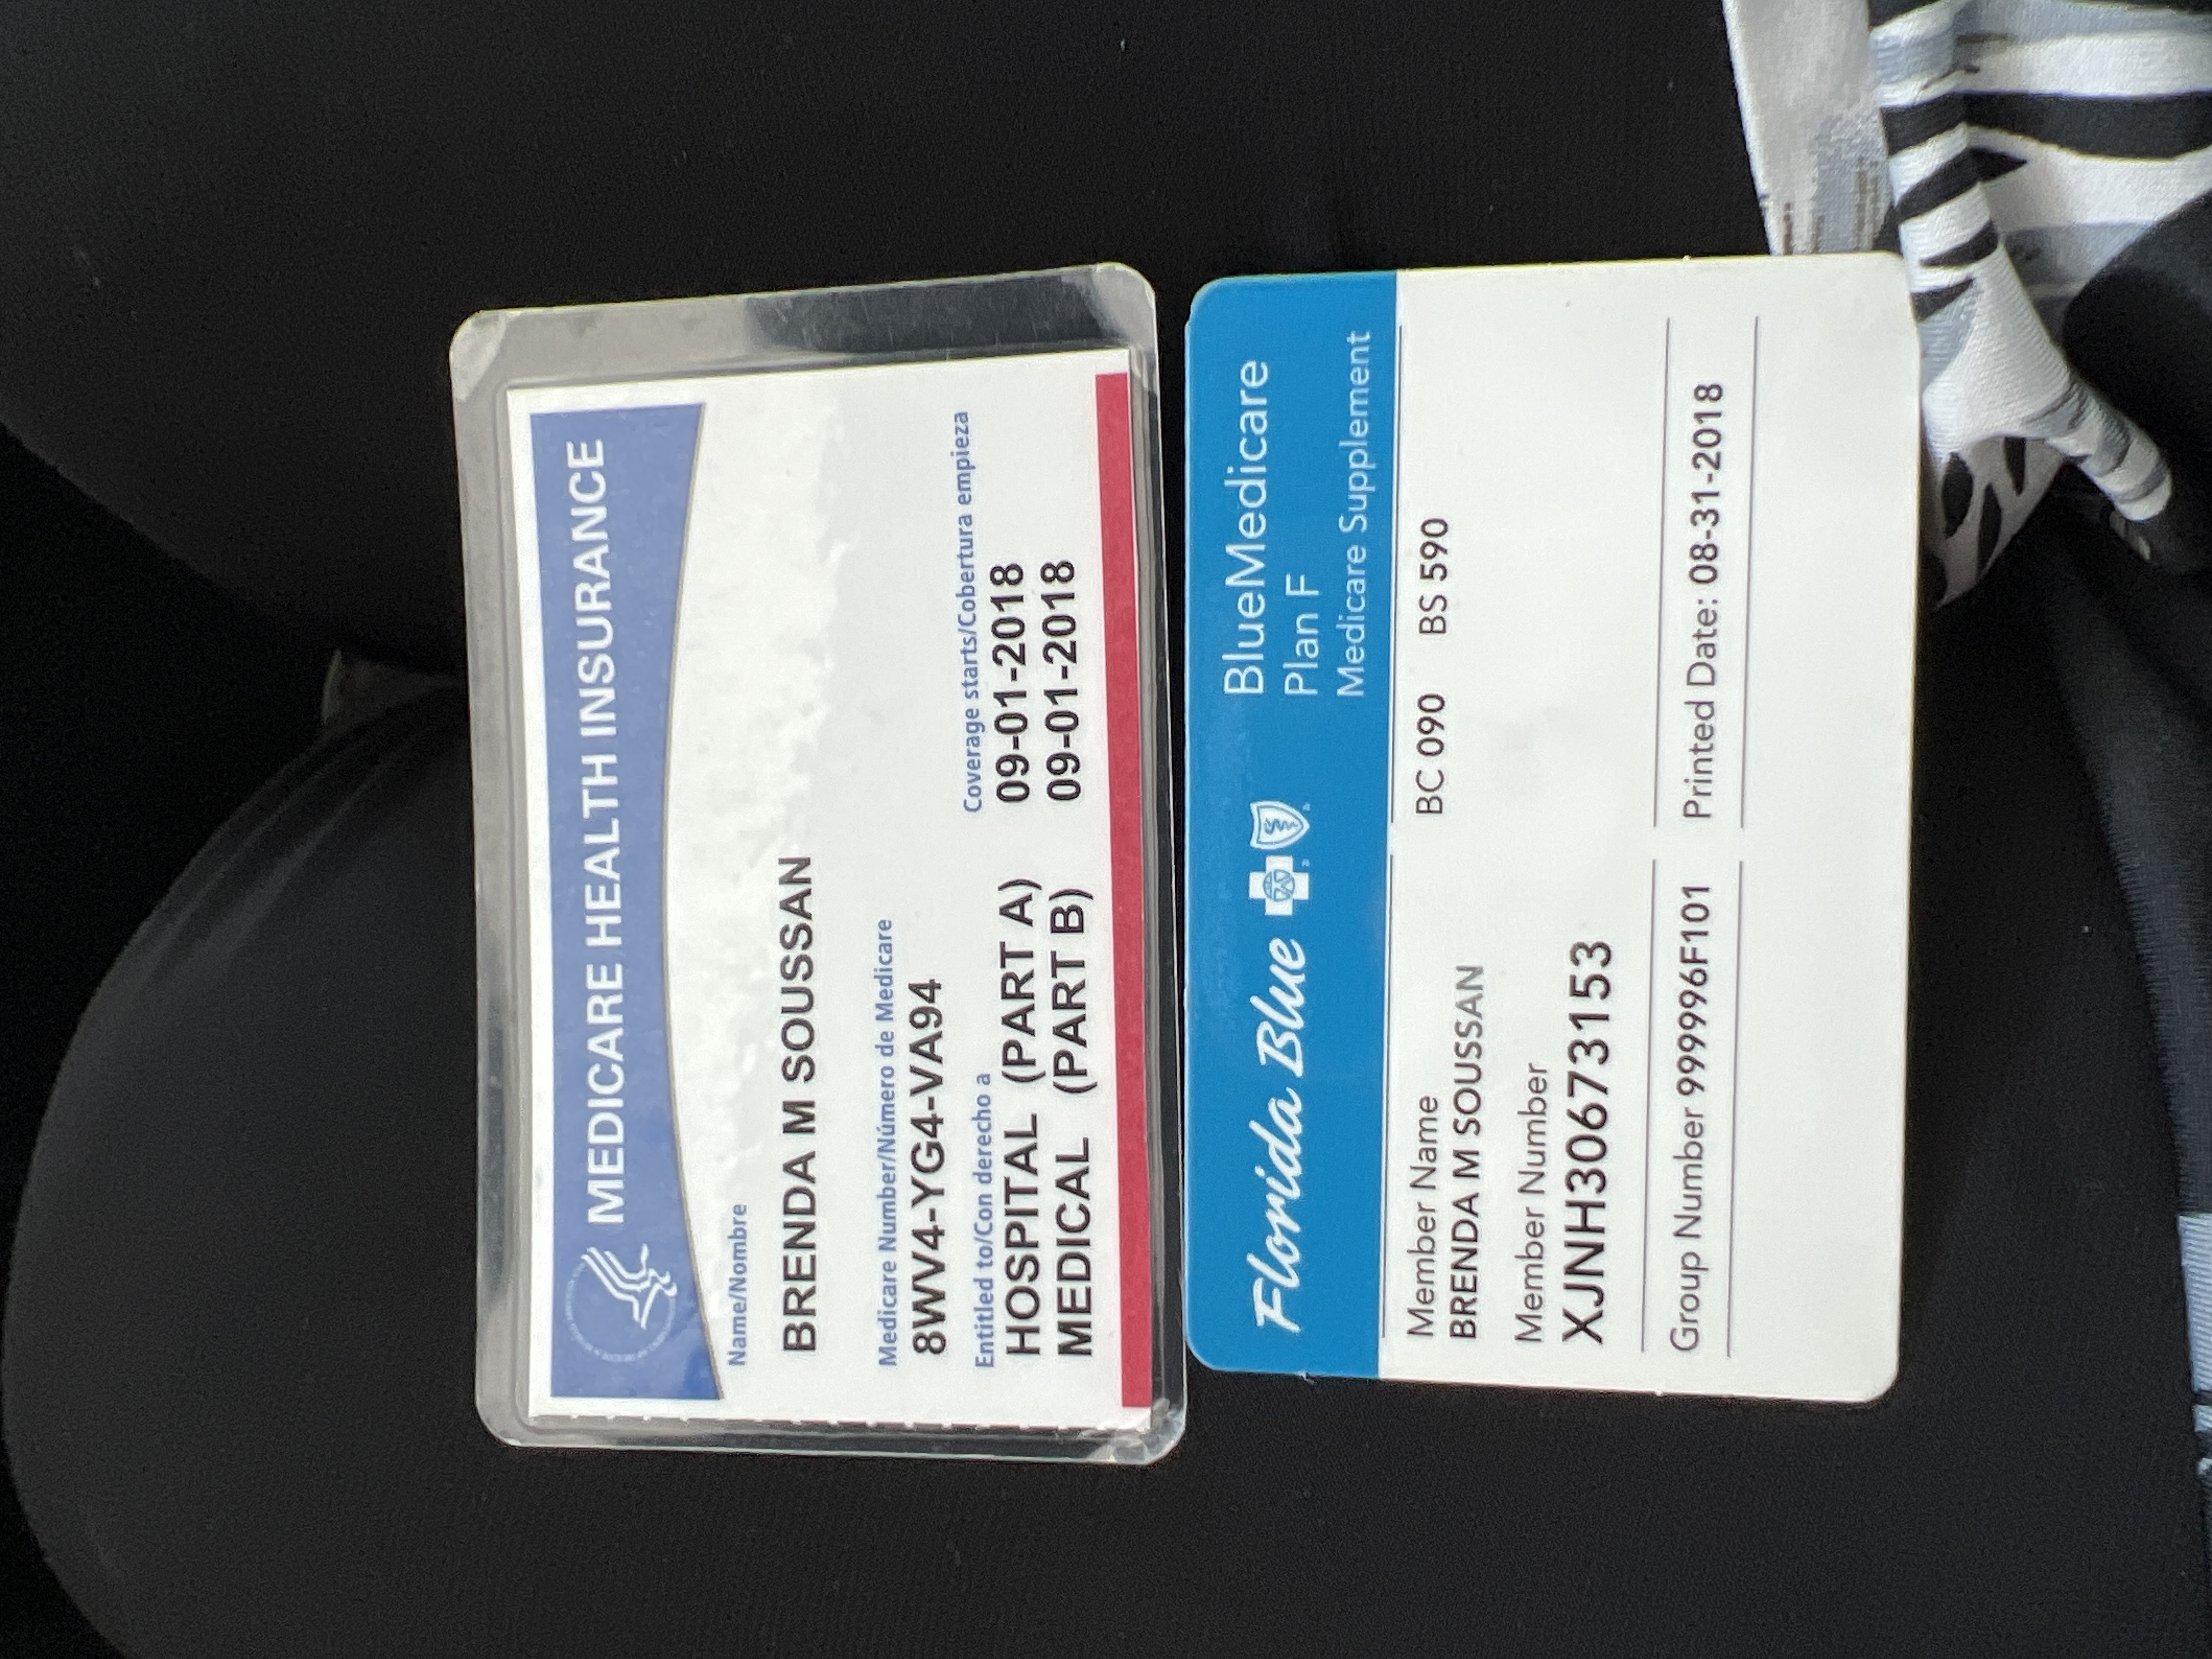 MEDICARE HEALTH INSURANCE
Name/Nombre
BRENDA M SOUSSAN
Medicare Number/Número de Medicare
8WV4-YG4-VA94
Entitled to/Con derecho a
Coverage starts/Cobertura empieza
HOSPITAL (PART A) 09-01-2018
MEDICAL (PART B) 09-01-2018
Florida Blue
BlueMedicare
Plan F
Medicare Supplement
Member Name
BRENDA M SOUSSAN
BC 090 BS 590
Member Number
XJNH30673153
Group Number 999996F101
Printed Date: 08-31-2018